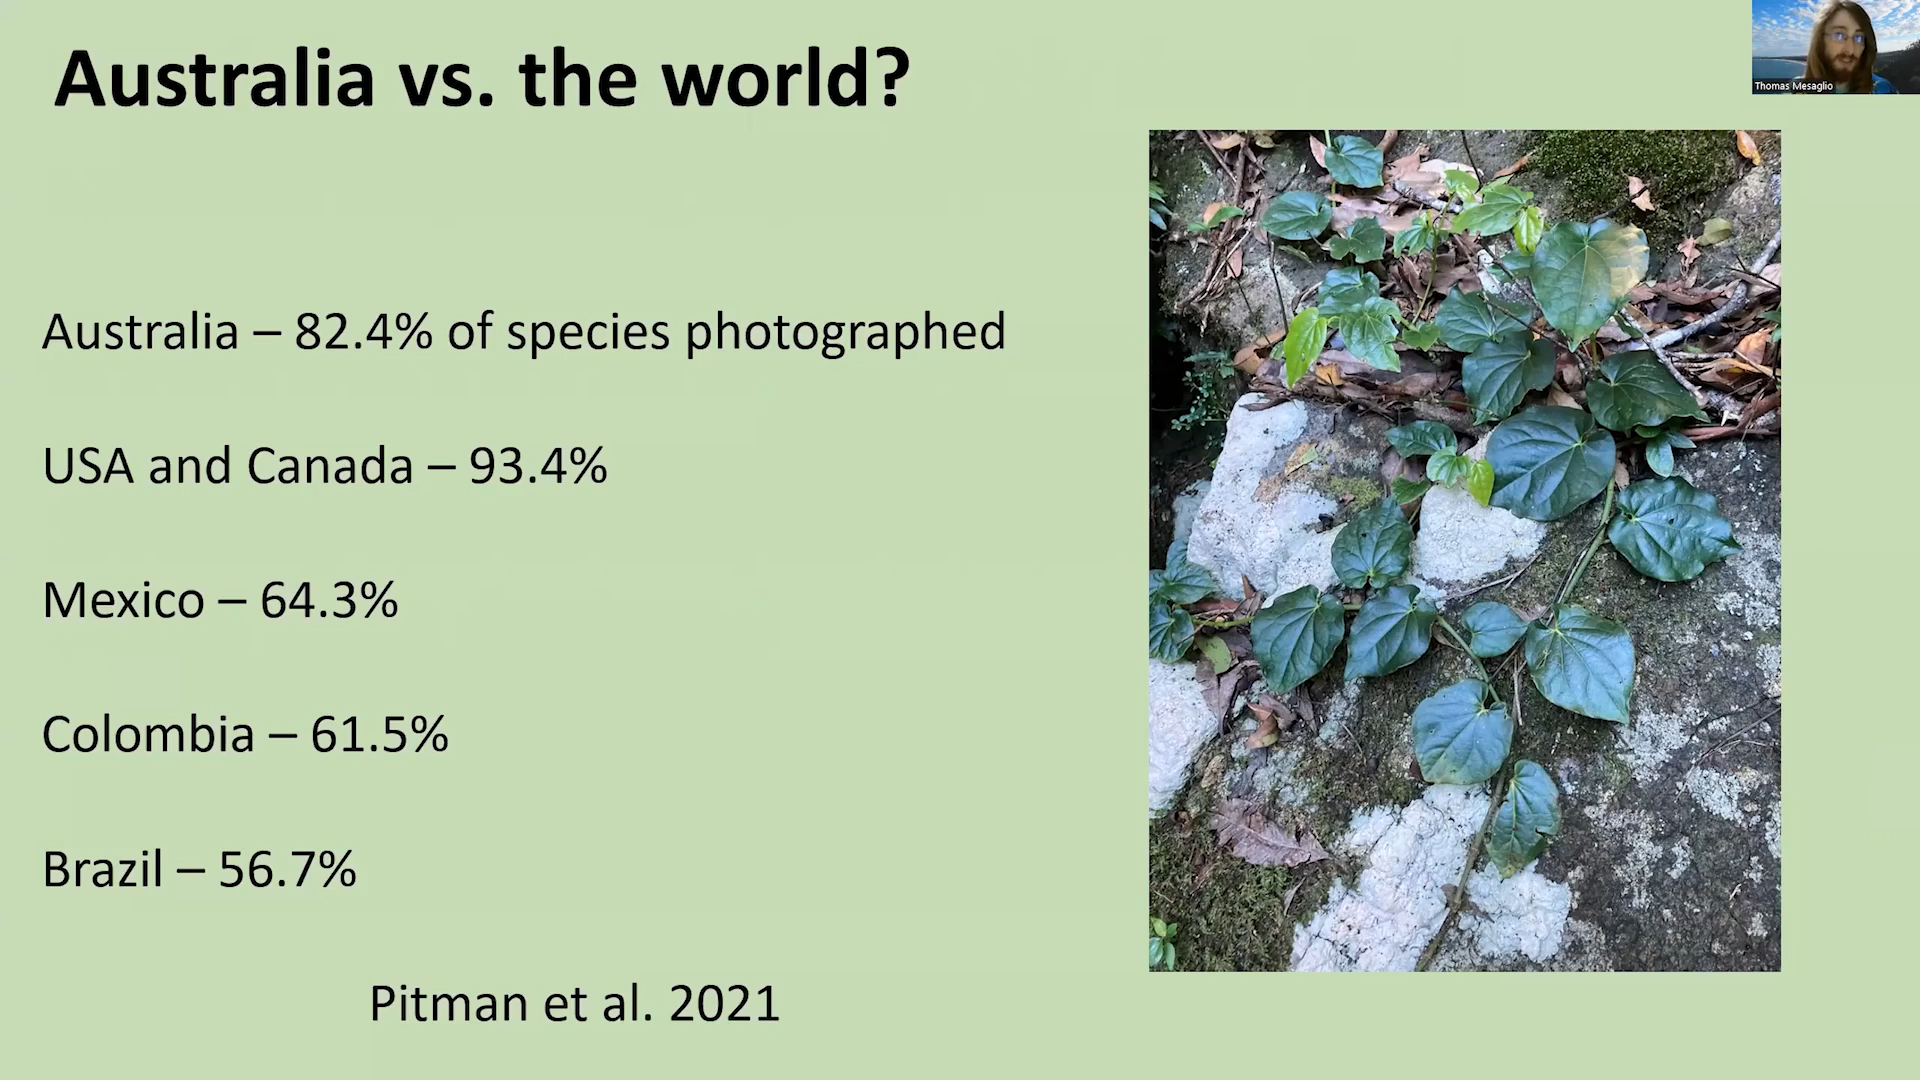 Australia vs. the world?
Thomas Mesaglio
Australia – 82.4% of species photographed
USA and Canada – 93.4%
Mexico – 64.3%
Colombia – 61.5%
Brazil – 56.7%
Pitman et al. 2021